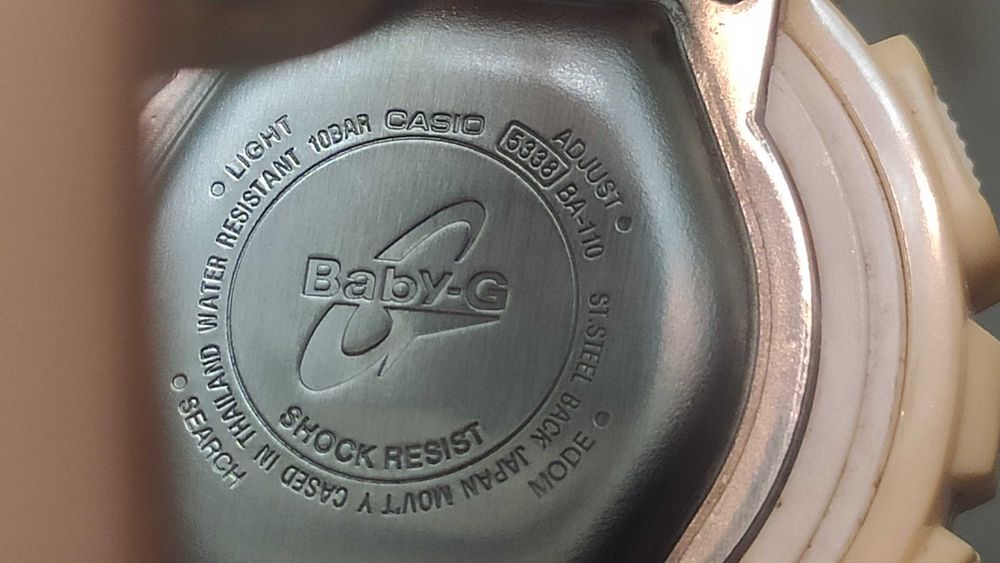 CASIO
5338 BA-110
ST.STEEL BACK JAPAN MOV'T Y CASED IN THAILAND WATER RESISTANT 10BAR
LIGHT
ADJUST
SEARCH
MODE
Baby-G
SHOCK RESIST